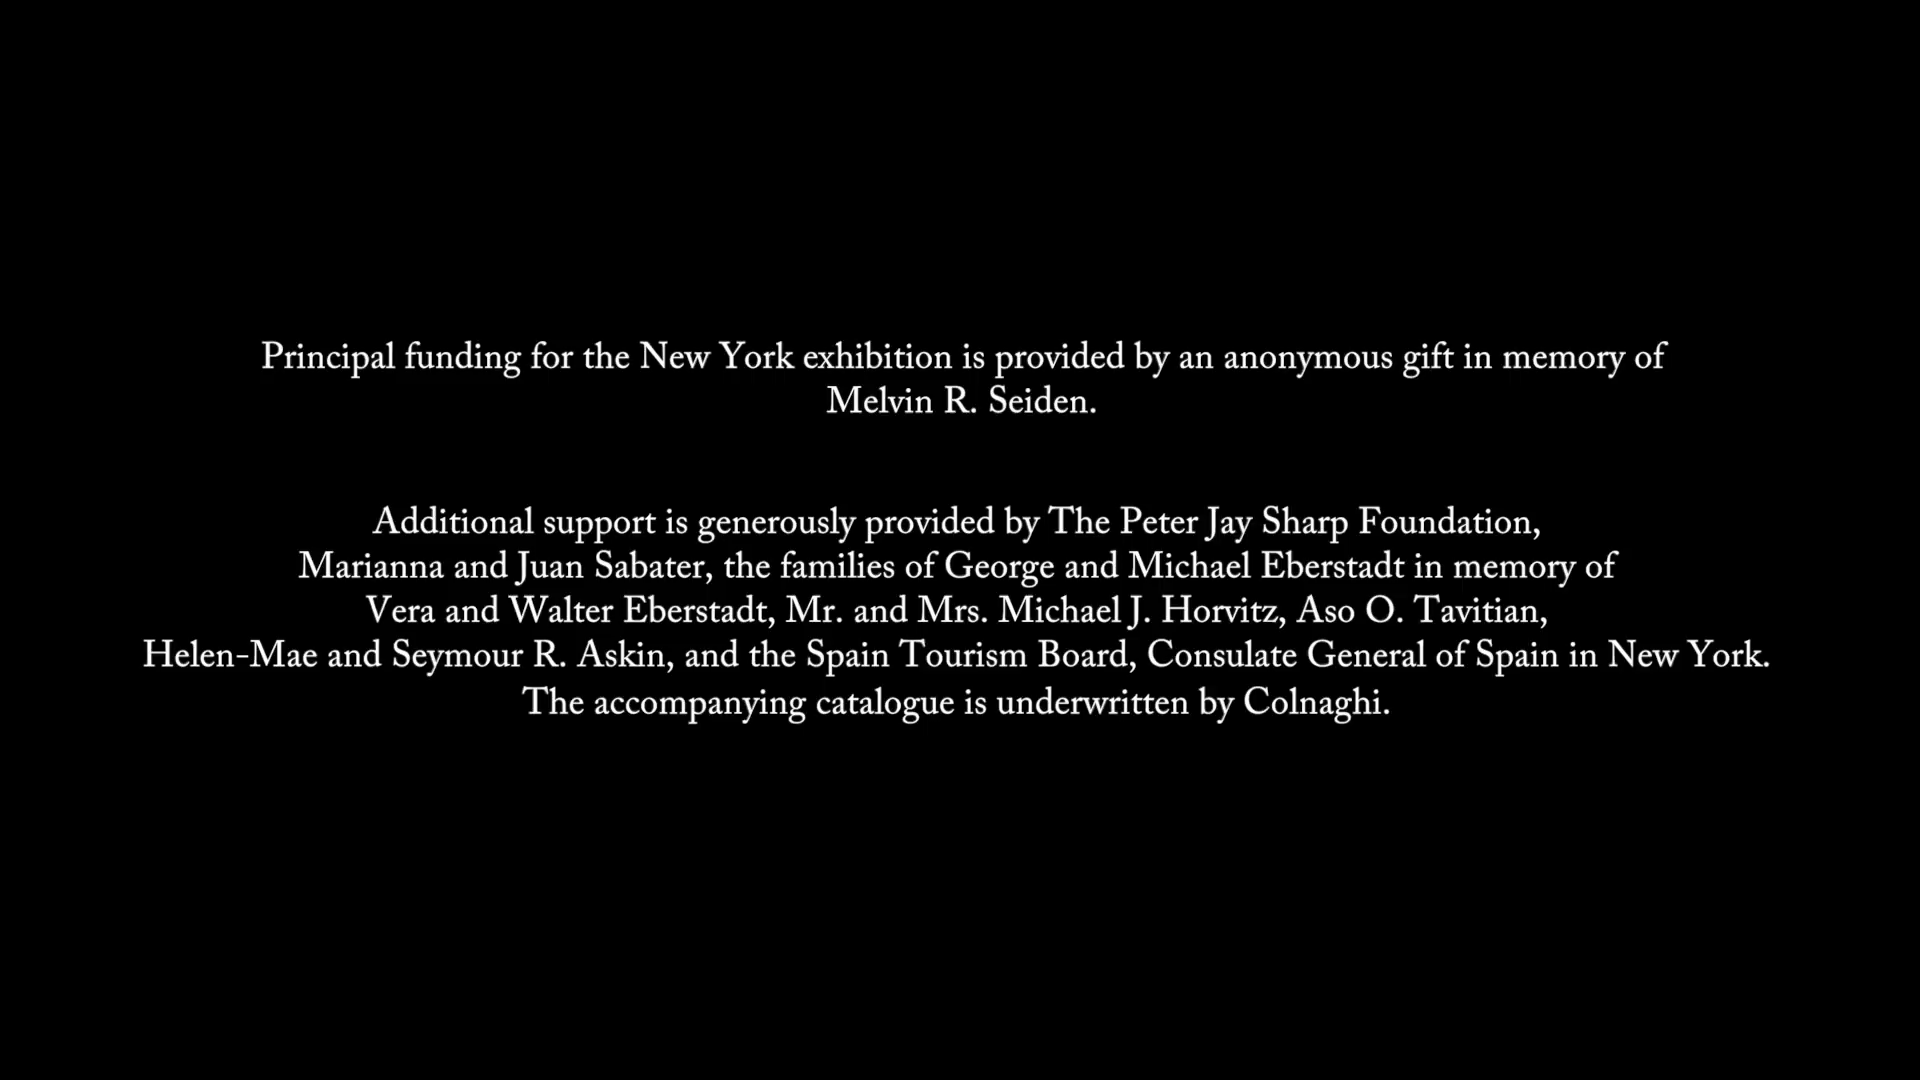 Principal funding for the New York exhibition is provided by an anonymous gift in memory of
Melvin R. Seiden.
Additional support is generously provided by The Peter Jay Sharp Foundation,
Marianna and Juan Sabater, the families of George and Michael Eberstadt in memory of
Vera and Walter Eberstadt, Mr. and Mrs. Michael J. Horvitz, Aso O. Tavitian,
Helen-Mae and Seymour R. Askin, and the Spain Tourism Board, Consulate General of Spain in New York.
The accompanying catalogue is underwritten by Colnaghi.